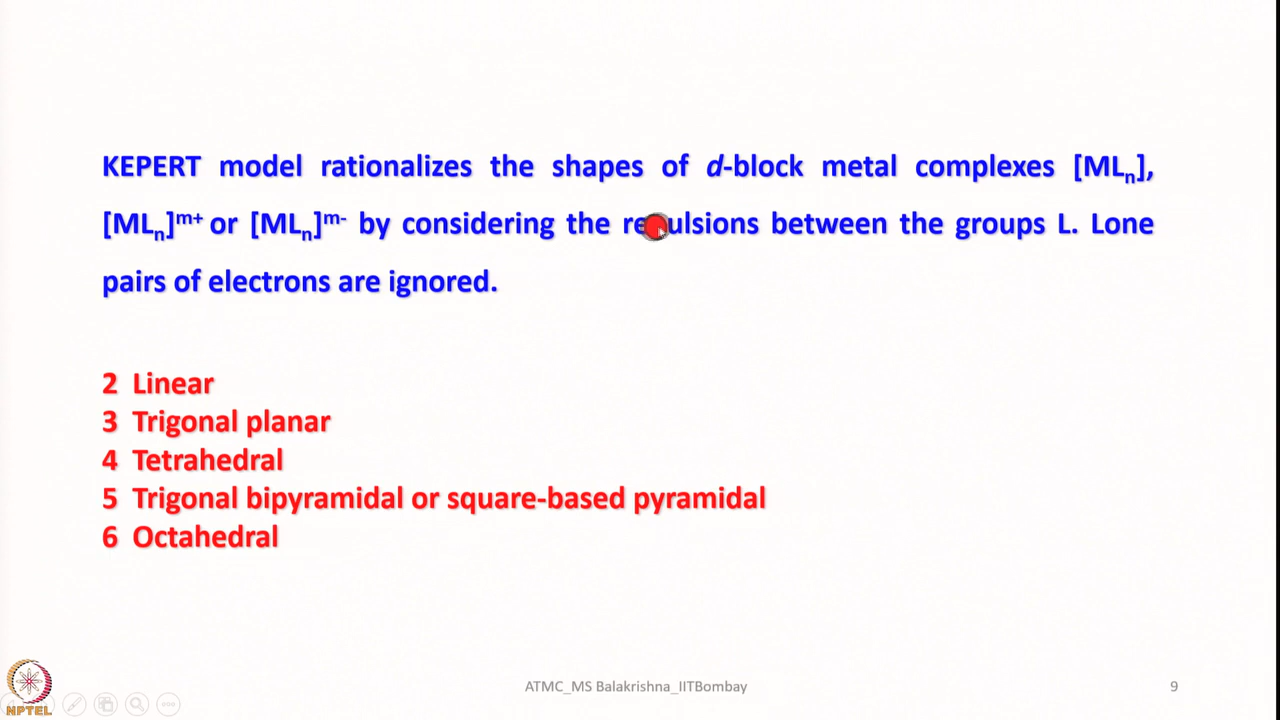 KEPERT model rationalizes the shapes of d-block metal complexes [MLn],
[MLn]m+ or [MLn]m- by considering the repulsions between the groups L. Lone
pairs of electrons are ignored.
2 Linear
3 Trigonal planar
4 Tetrahedral
5 Trigonal bipyramidal or square-based pyramidal
6 Octahedral
ATMC_MS Balakrishna_IITBombay
9
NPTEL